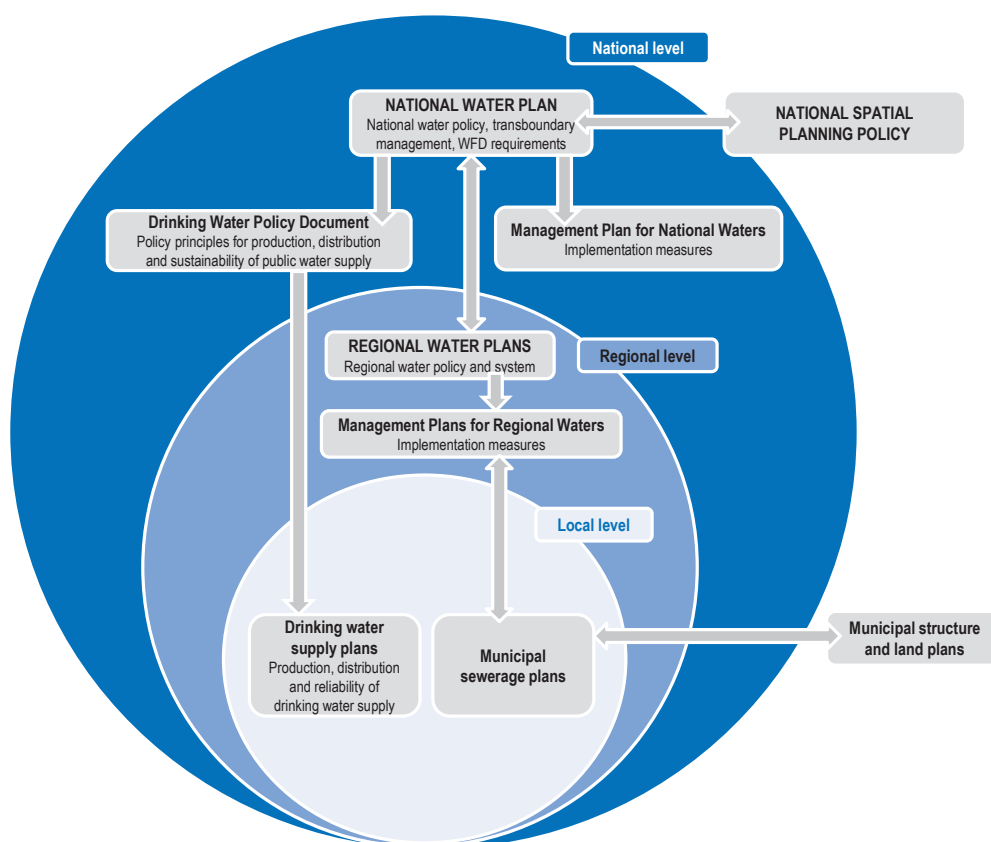 National level
NATIONAL WATER PLAN
National water policy, transboundary
management, WFD requirements
NATIONAL SPATIAL
PLANNING POLICY
Drinking Water Policy Document
Policy principles for production, distribution
and sustainability of public water supply
Management Plan for National Waters
Implementation measures
REGIONAL WATER PLANS
Regional water policy and system
Regional level
Management Plans for Regional Waters
Implementation measures
Local level
Drinking water
supply plans
Production, distribution
and reliability of
drinking water supply
Municipal
sewerage plans
Municipal structure
and land plans